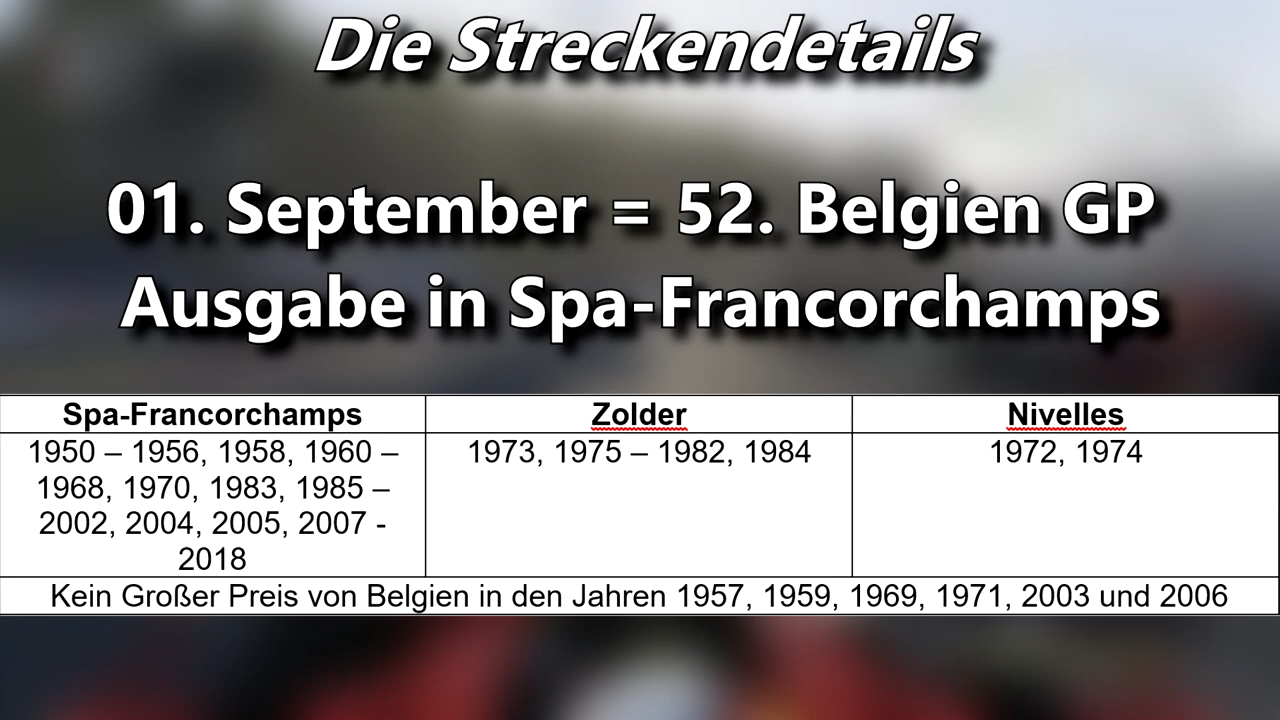 Die Streckendetails
01. September = 52. Belgien GP
Ausgabe in Spa-Francorchamps
Spa-Francorchamps
1950 – 1956, 1958, 1960 –
1968, 1970, 1983, 1985 –
2002, 2004, 2005, 2007 -
2018
Zolder
1973, 1975 – 1982, 1984
Nivelles
1972, 1974
Kein Großer Preis von Belgien in den Jahren 1957, 1959, 1969, 1971, 2003 und 2006